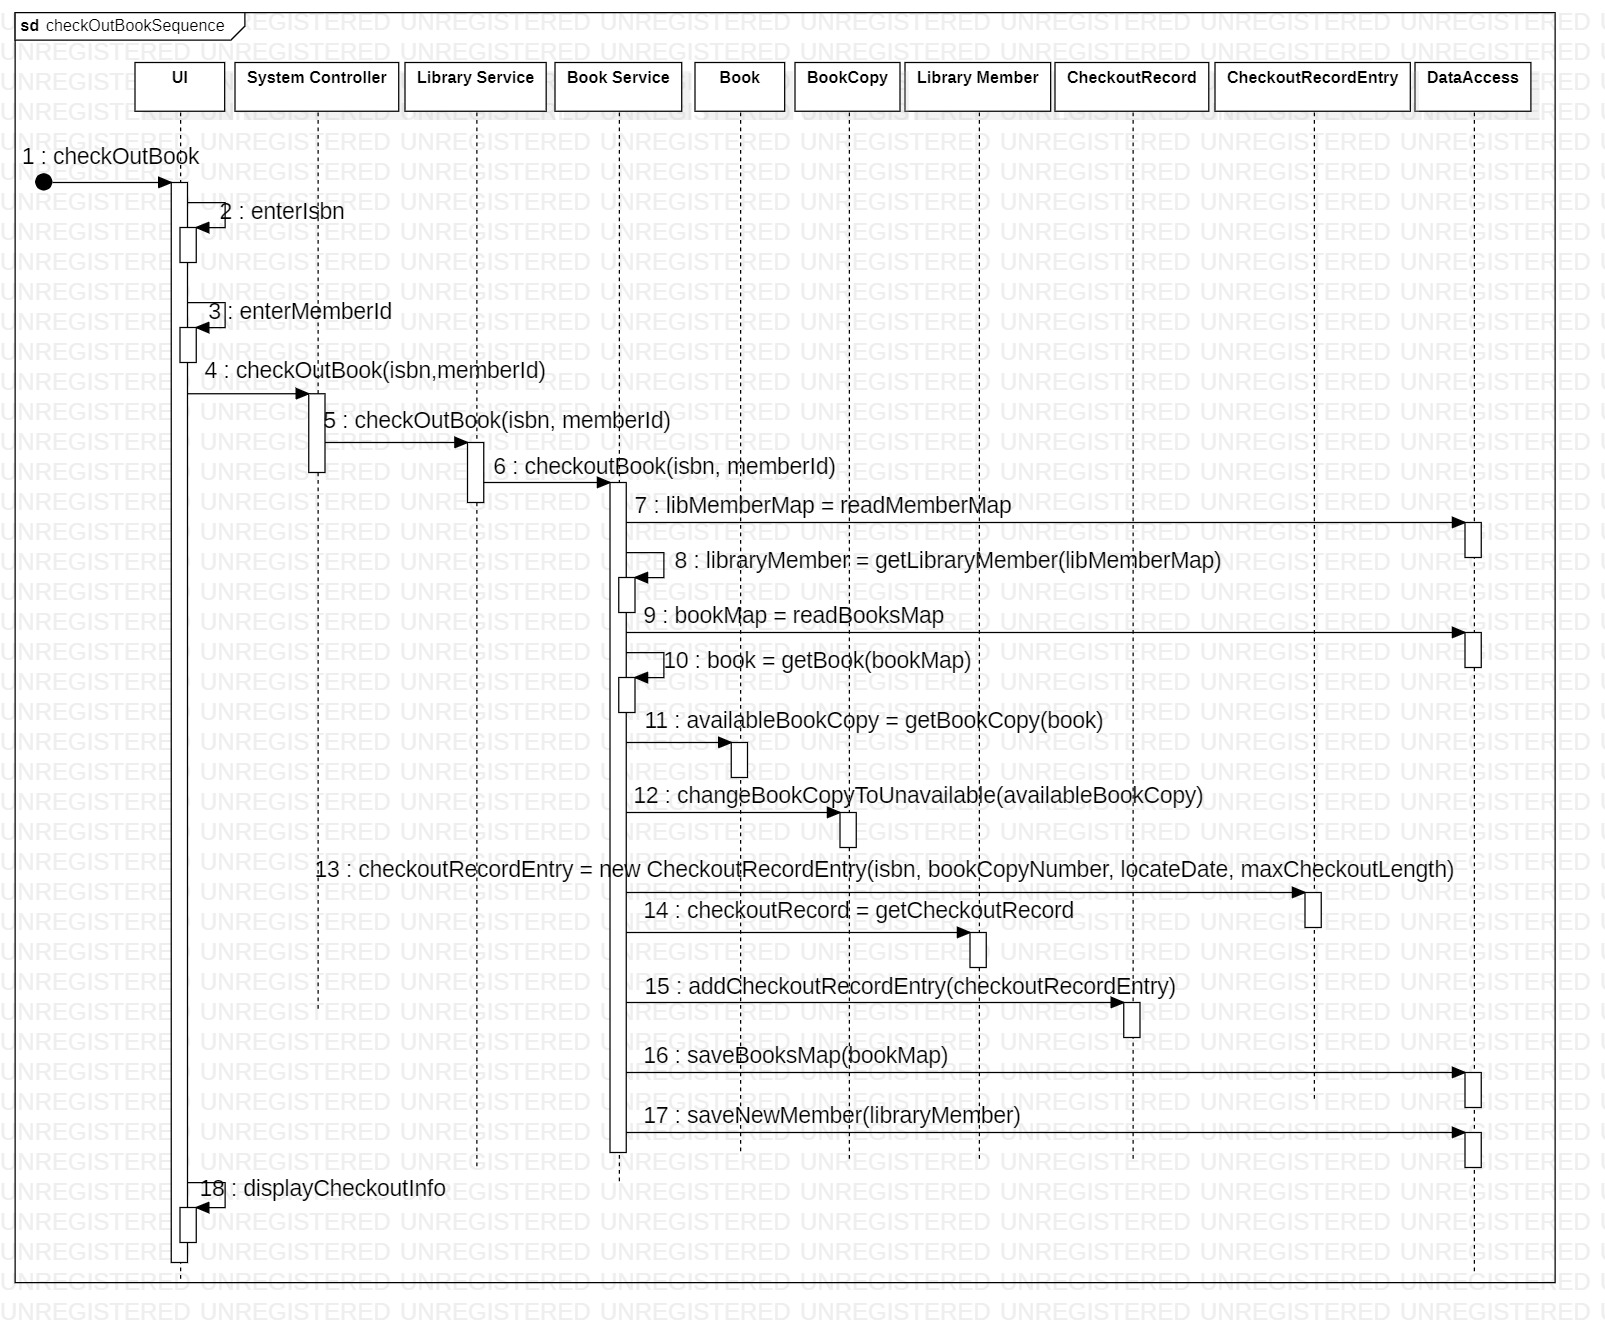 sd checkOutBookSequence
UI
System Controller
Library Service
Book Service
Book
BookCopy
Library Member
CheckoutRecord
CheckoutRecordEntry
DataAccess
1 : checkOutBook
2 : enterIsbn
3 : enterMemberId
4 : checkOutBook(isbn,memberId)
5 : checkOutBook(isbn, memberId)
6 : checkoutBook(isbn, memberId)
7 : libMemberMap = readMemberMap
8 : libraryMember = getLibraryMember(libMemberMap)
9 : bookMap = readBooksMap
10 : book = getBook(bookMap)
11 : availableBookCopy = getBookCopy(book)
12 : changeBookCopyToUnavailable(availableBookCopy)
13 : checkoutRecordEntry = new CheckoutRecordEntry(isbn, bookCopyNumber, locateDate, maxCheckoutLength)
14 : checkoutRecord = getCheckoutRecord
15 : addCheckoutRecordEntry(checkoutRecordEntry)
16 : saveBooksMap(bookMap)
17 : saveNewMember(libraryMember)
18 : displayCheckoutInfo
UNREGISTERED UNREGISTERED UNREGISTERED UNREGISTERED UNREGISTERED UNREGISTERED UNREGISTERED UNREGISTERED